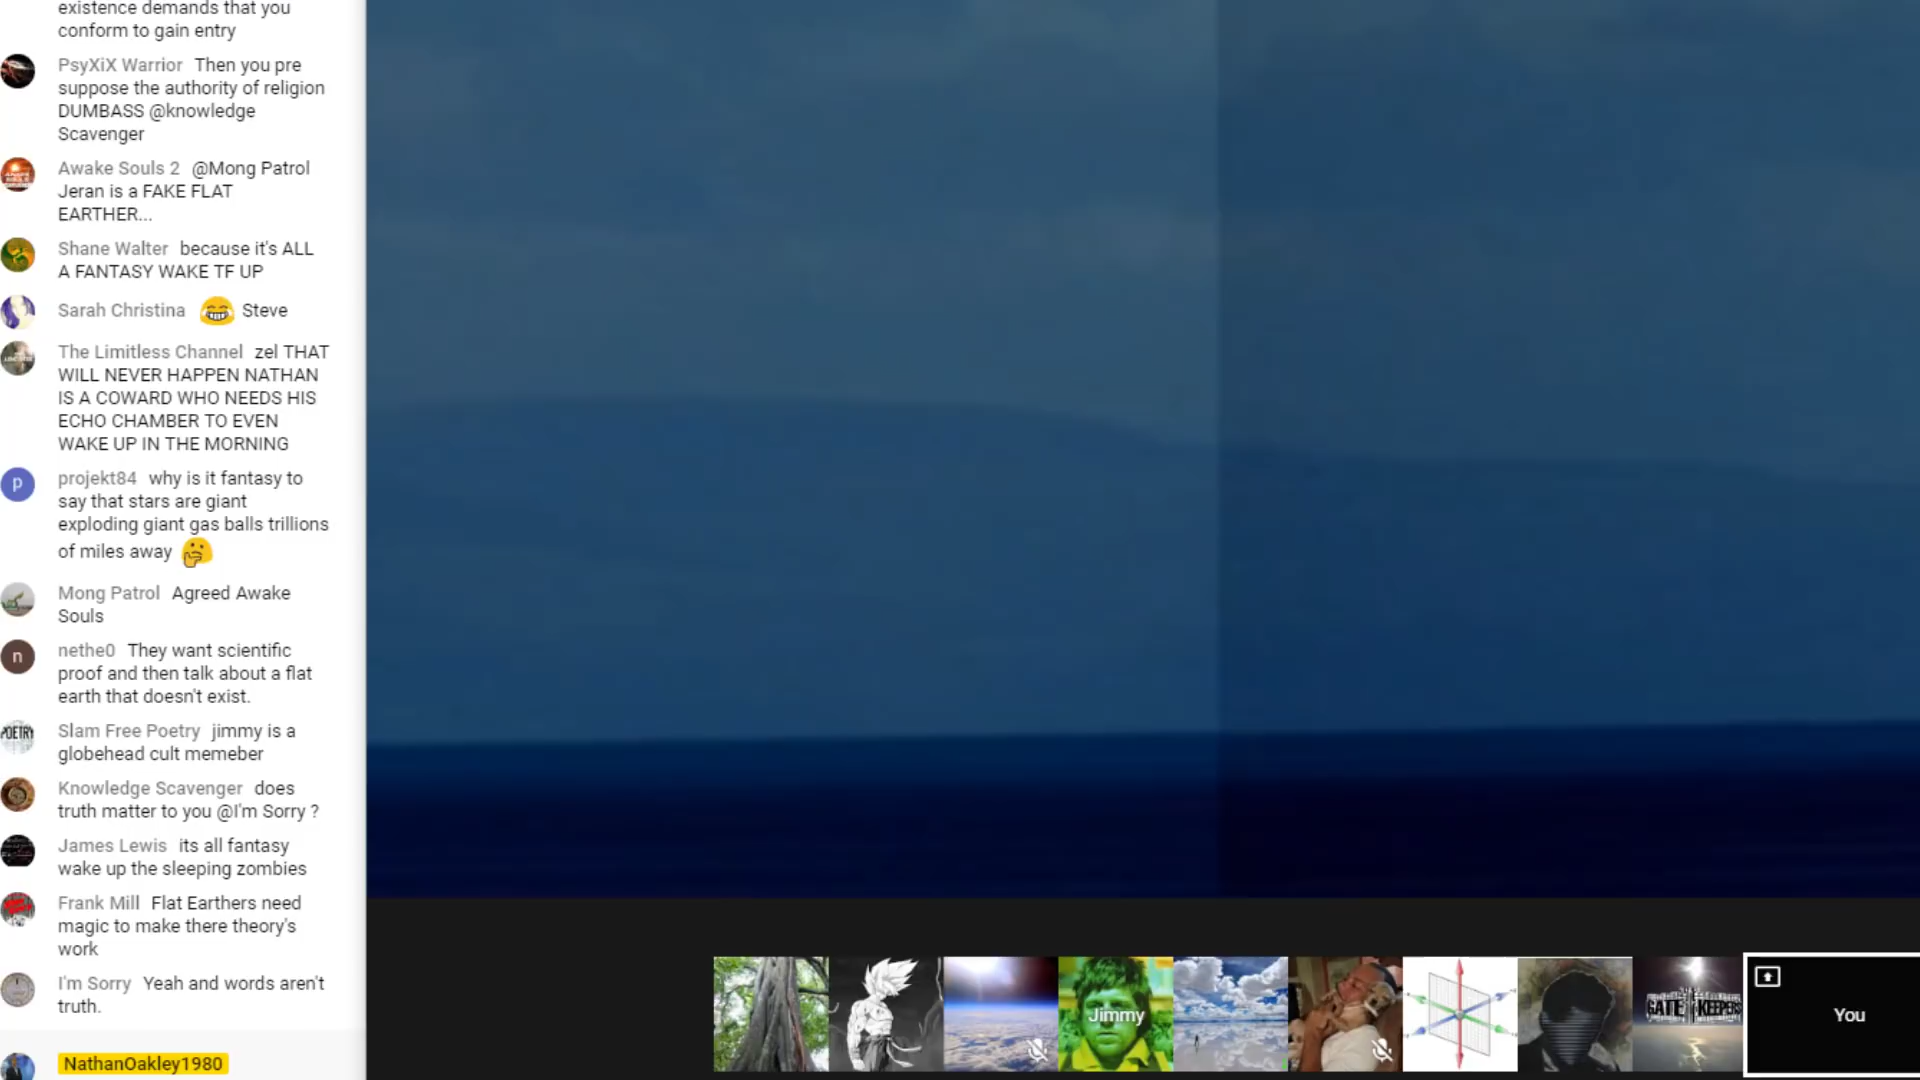 existence demands that you
conform to gain entry
PsyXiX Warrior Then you pre
suppose the authority of religion
DUMBASS @knowledge
Scavenger
Awake Souls 2 @Mong Patrol
Jeran is a FAKE FLAT
EARTHER...
Shane Walter because it's ALL
A FANTASY WAKE TF UP
Sarah Christina 😂 Steve
The Limitless Channel zel THAT
WILL NEVER HAPPEN NATHAN
IS A COWARD WHO NEEDS HIS
ECHO CHAMBER TO EVEN
WAKE UP IN THE MORNING
p
projekt84 why is it fantasy to
say that stars are giant
exploding giant gas balls trillions
of miles away 🤔
Mong Patrol Agreed Awake
Souls
n
nethe0 They want scientific
proof and then talk about a flat
earth that doesn't exist.
POETRY
Slam Free Poetry jimmy is a
globehead cult memeber
Knowledge Scavenger does
truth matter to you @I'm Sorry ?
James Lewis its all fantasy
wake up the sleeping zombies
Frank Mill Flat Earthers need
magic to make there theory's
work
I'm Sorry Yeah and words aren't
truth.
NathanOakley1980
Jimmy
GATE KEEPERS
You